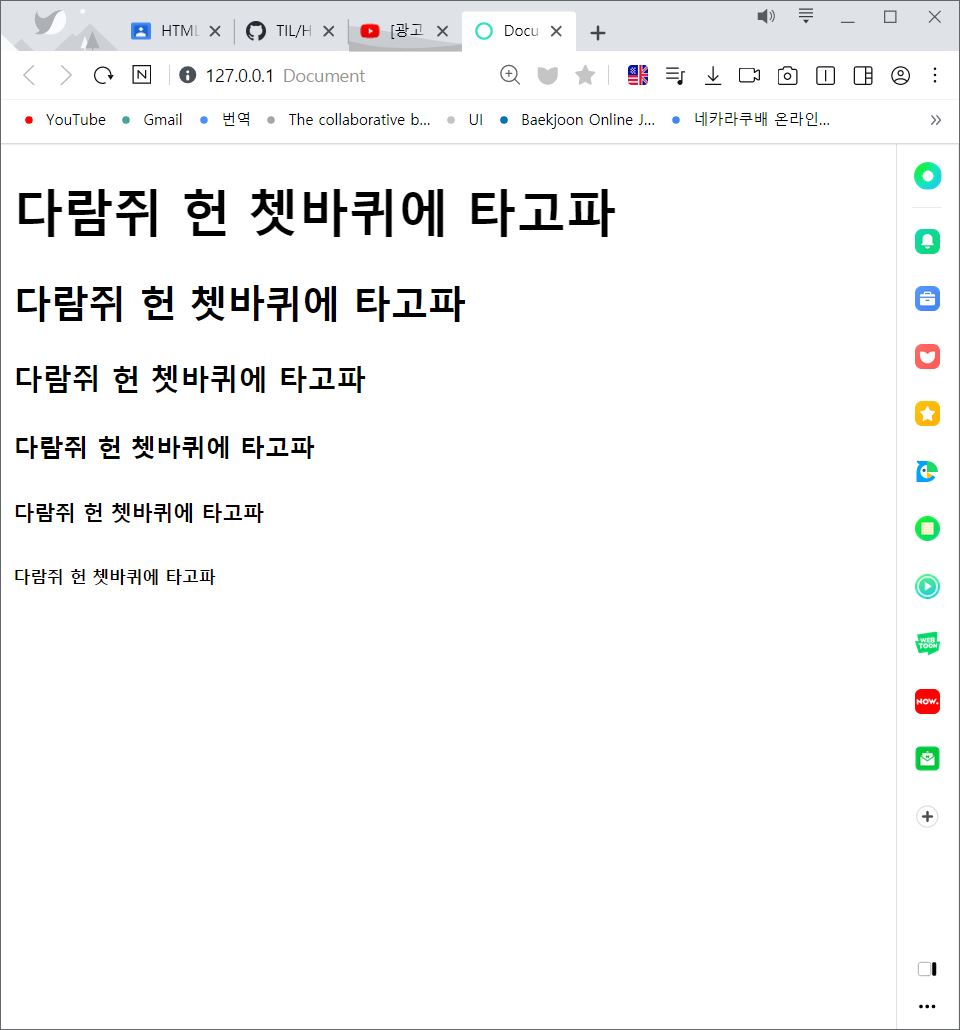 HTML TIL/H [광고 Docu
127.0.0.1 Document
YouTube Gmail 번역 The collaborative b... UI Baekjoon Online J... 네카라쿠배 온라인...
다람쥐 헌 쳇바퀴에 타고파
다람쥐 헌 쳇바퀴에 타고파
다람쥐 헌 쳇바퀴에 타고파
다람쥐 헌 쳇바퀴에 타고파
다람쥐 헌 쳇바퀴에 타고파
다람쥐 헌 쳇바퀴에 타고파
WEB
TOON
NOW.